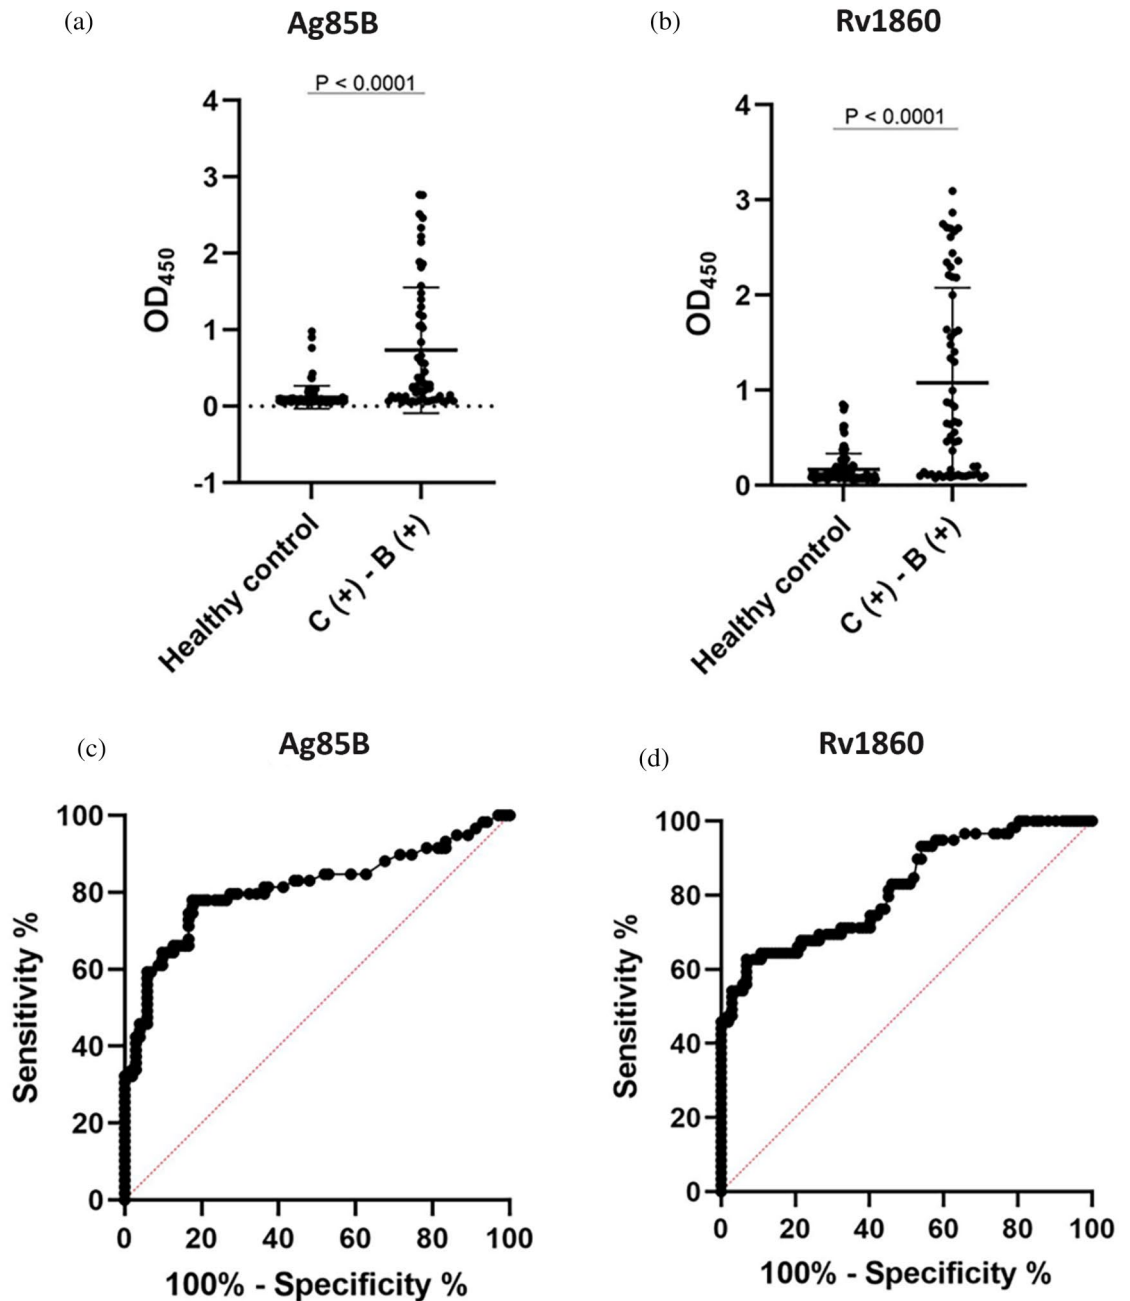 (a) Ag85B
P < 0.0001
4
3
2
1
0
-1
OD450
Healthy control
C (+) - B (+)
(b) Rv1860
P < 0.0001
4
3
2
1
0
OD450
Healthy control
C (+) - B (+)
(c) Ag85B
100
80
60
40
20
0
Sensitivity %
0 20 40 60 80 100
100% - Specificity %
(d) Rv1860
100
80
60
40
20
0
Sensitivity %
0 20 40 60 80 100
100% - Specificity %